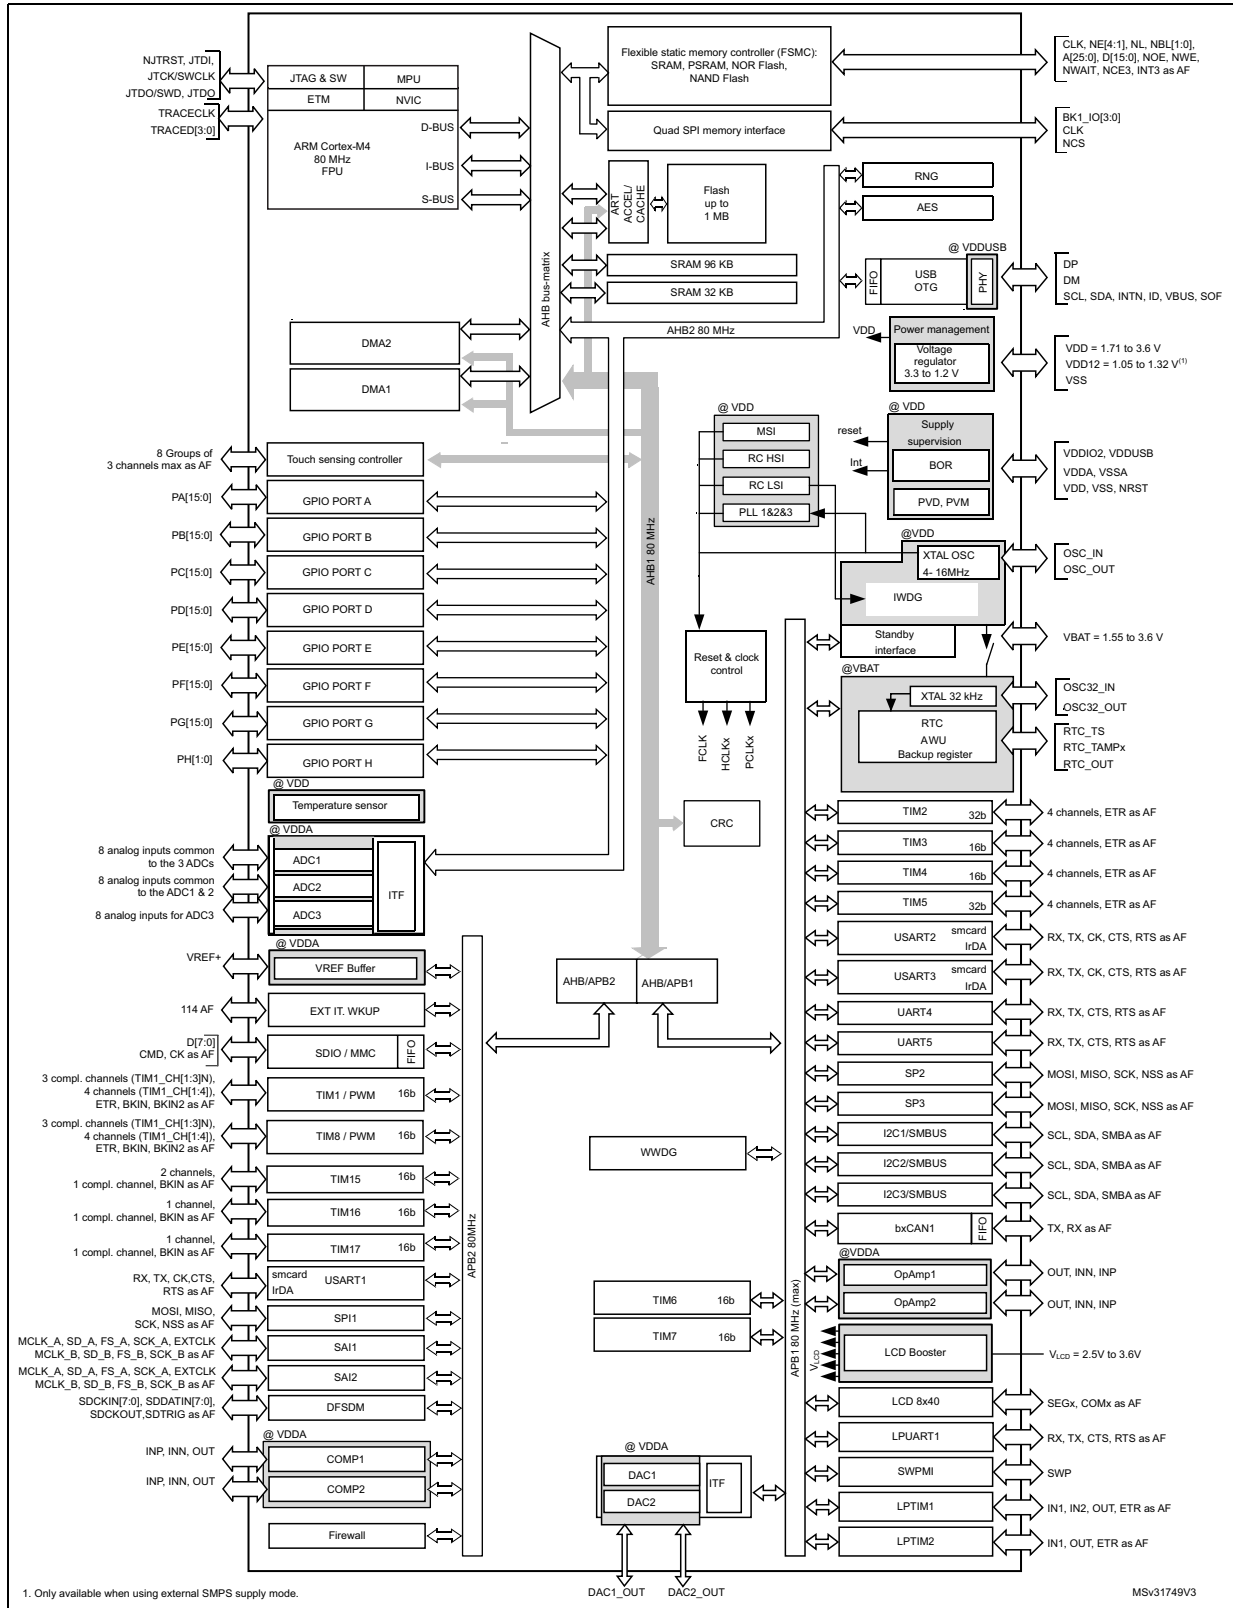 NJTRST, JTDI,
JTCK/SWCLK
JTDO/SWD, JTDO
TRACECLK
TRACED[3:0]
JTAG & SW
MPU
ETM
NVIC
ARM Cortex-M4
80 MHz
FPU
D-BUS
I-BUS
S-BUS
AHB bus-matrix
Flexible static memory controller (FSMC):
SRAM, PSRAM, NOR Flash,
NAND Flash
CLK, NE[4:1], NL, NBL[1:0],
A[25:0], D[15:0], NOE, NWE,
NWAIT, NCE3, INT3 as AF
Quad SPI memory interface
BK1_IO[3:0]
CLK
NCS
ART
ACCEL/
CACHE
Flash
up to
1 MB
RNG
AES
SRAM 96 KB
SRAM 32 KB
@ VDDUSB
FIFO
USB
OTG
PHY
DP
DM
SCL, SDA, INTN, ID, VBUS, SOF
AHB2 80 MHz
DMA2
DMA1
VDD
Power management
Voltage
regulator
3.3 to 1.2 V
VDD = 1.71 to 3.6 V
VDD12 = 1.05 to 1.32 V(1)
VSS
@ VDD
MSI
RC HSI
RC LSI
PLL 1&2&3
@ VDD
reset
Int
Supply
supervision
BOR
PVD, PVM
VDDIO2, VDDUSB
VDDA, VSSA
VDD, VSS, NRST
8 Groups of
3 channels max as AF
Touch sensing controller
PA[15:0]
GPIO PORT A
PB[15:0]
GPIO PORT B
PC[15:0]
GPIO PORT C
PD[15:0]
GPIO PORT D
PE[15:0]
GPIO PORT E
PF[15:0]
GPIO PORT F
PG[15:0]
GPIO PORT G
PH[1:0]
GPIO PORT H
AHB1 80 MHz
@VDD
XTAL OSC
4- 16MHz
IWDG
OSC_IN
OSC_OUT
Standby
interface
VBAT = 1.55 to 3.6 V
Reset & clock
control
FCLK
HCLKx
PCLKx
@VBAT
XTAL 32 kHz
RTC
AWU
Backup register
OSC32_IN
OSC32_OUT
RTC_TS
RTC_TAMPx
RTC_OUT
@ VDD
Temperature sensor
@ VDDA
8 analog inputs common
to the 3 ADCs
8 analog inputs common
to the ADC1 & 2
8 analog inputs for ADC3
ADC1
ADC2
ADC3
ITF
CRC
TIM2
32b
4 channels, ETR as AF
TIM3
16b
4 channels, ETR as AF
TIM4
16b
4 channels, ETR as AF
TIM5
32b
4 channels, ETR as AF
USART2
smcard
IrDA
RX, TX, CK, CTS, RTS as AF
USART3
smcard
IrDA
RX, TX, CK, CTS, RTS as AF
UART4
RX, TX, CTS, RTS as AF
UART5
RX, TX, CTS, RTS as AF
SP2
MOSI, MISO, SCK, NSS as AF
SP3
MOSI, MISO, SCK, NSS as AF
I2C1/SMBUS
SCL, SDA, SMBA as AF
I2C2/SMBUS
SCL, SDA, SMBA as AF
I2C3/SMBUS
SCL, SDA, SMBA as AF
bxCAN1
FIFO
TX, RX as AF
@VDDA
OpAmp1
OUT, INN, INP
OpAmp2
OUT, INN, INP
VLCD
LCD Booster
VLCD = 2.5V to 3.6V
LCD 8x40
SEGx, COMx as AF
LPUART1
RX, TX, CTS, RTS as AF
SWPMI
SWP
LPTIM1
IN1, IN2, OUT, ETR as AF
LPTIM2
IN1, OUT, ETR as AF
APB1 80 MHz (max)
AHB/APB2
AHB/APB1
WWDG
TIM6
16b
TIM7
16b
@ VDDA
DAC1
DAC2
ITF
DAC1_OUT
DAC2_OUT
APB2 80MHz
@ VDDA
VREF+
VREF Buffer
114 AF
EXT IT. WKUP
D[7:0]
CMD, CK as AF
SDIO / MMC
FIFO
3 compl. channels (TIM1_CH[1:3]N),
4 channels (TIM1_CH[1:4]),
ETR, BKIN, BKIN2 as AF
TIM1 / PWM
16b
3 compl. channels (TIM1_CH[1:3]N),
4 channels (TIM1_CH[1:4]),
ETR, BKIN, BKIN2 as AF
TIM8 / PWM
16b
2 channels,
1 compl. channel, BKIN as AF
TIM15
16b
1 channel,
1 compl. channel, BKIN as AF
TIM16
16b
1 channel,
1 compl. channel, BKIN as AF
TIM17
16b
RX, TX, CK,CTS,
RTS as AF
smcard
IrDA
USART1
MOSI, MISO,
SCK, NSS as AF
SPI1
MCLK_A, SD_A, FS_A, SCK_A, EXTCLK
MCLK_B, SD_B, FS_B, SCK_B as AF
SAI1
MCLK_A, SD_A, FS_A, SCK_A, EXTCLK
MCLK_B, SD_B, FS_B, SCK_B as AF
SAI2
SDCKIN[7:0], SDDATIN[7:0],
SDCKOUT,SDTRIG as AF
DFSDM
@ VDDA
INP, INN, OUT
COMP1
INP, INN, OUT
COMP2
Firewall
1. Only available when using external SMPS supply mode.
MSv31749V3